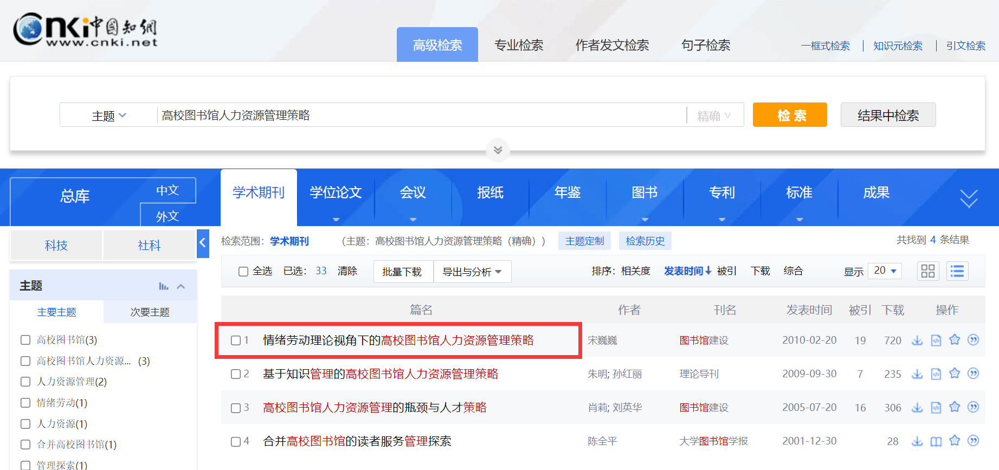 cnki中国知网
www.cnki.net
高级检索 专业检索 作者发文检索 句子检索 一框式检索 | 知识元检索 | 引文检索
主题 高校图书馆人力资源管理策略 精确 检索 结果中检索
总库 中文 外文 学术期刊 学位论文 会议 报纸 年鉴 图书 专利 标准 成果
科技 社科
检索范围：学术期刊 （主题：高校图书馆人力资源管理策略（精确）） 主题定制 检索历史 共找到 4 条结果
全选 已选：33 清除 批量下载 导出与分析 排序：相关度 发表时间↓ 被引 下载 综合 显示 20
主题
主要主题 次要主题
高校图书馆(3)
高校图书馆人力资源... (3)
人力资源管理(2)
情绪劳动(1)
人力资源(1)
合并高校图书馆(1)
管理探索(1)
篇名 作者 刊名 发表时间 被引 下载 操作
1 情绪劳动理论视角下的高校图书馆人力资源管理策略 宋巍巍 图书馆建设 2010-02-20 19 720
2 基于知识管理的高校图书馆人力资源管理策略 朱明; 孙红丽 理论导刊 2009-09-30 7 235
3 高校图书馆人力资源管理的瓶颈与人才策略 肖莉; 刘英华 图书馆建设 2005-07-20 16 306
4 合并高校图书馆的读者服务管理探索 陈全平 大学图书馆学报 2001-12-30 28